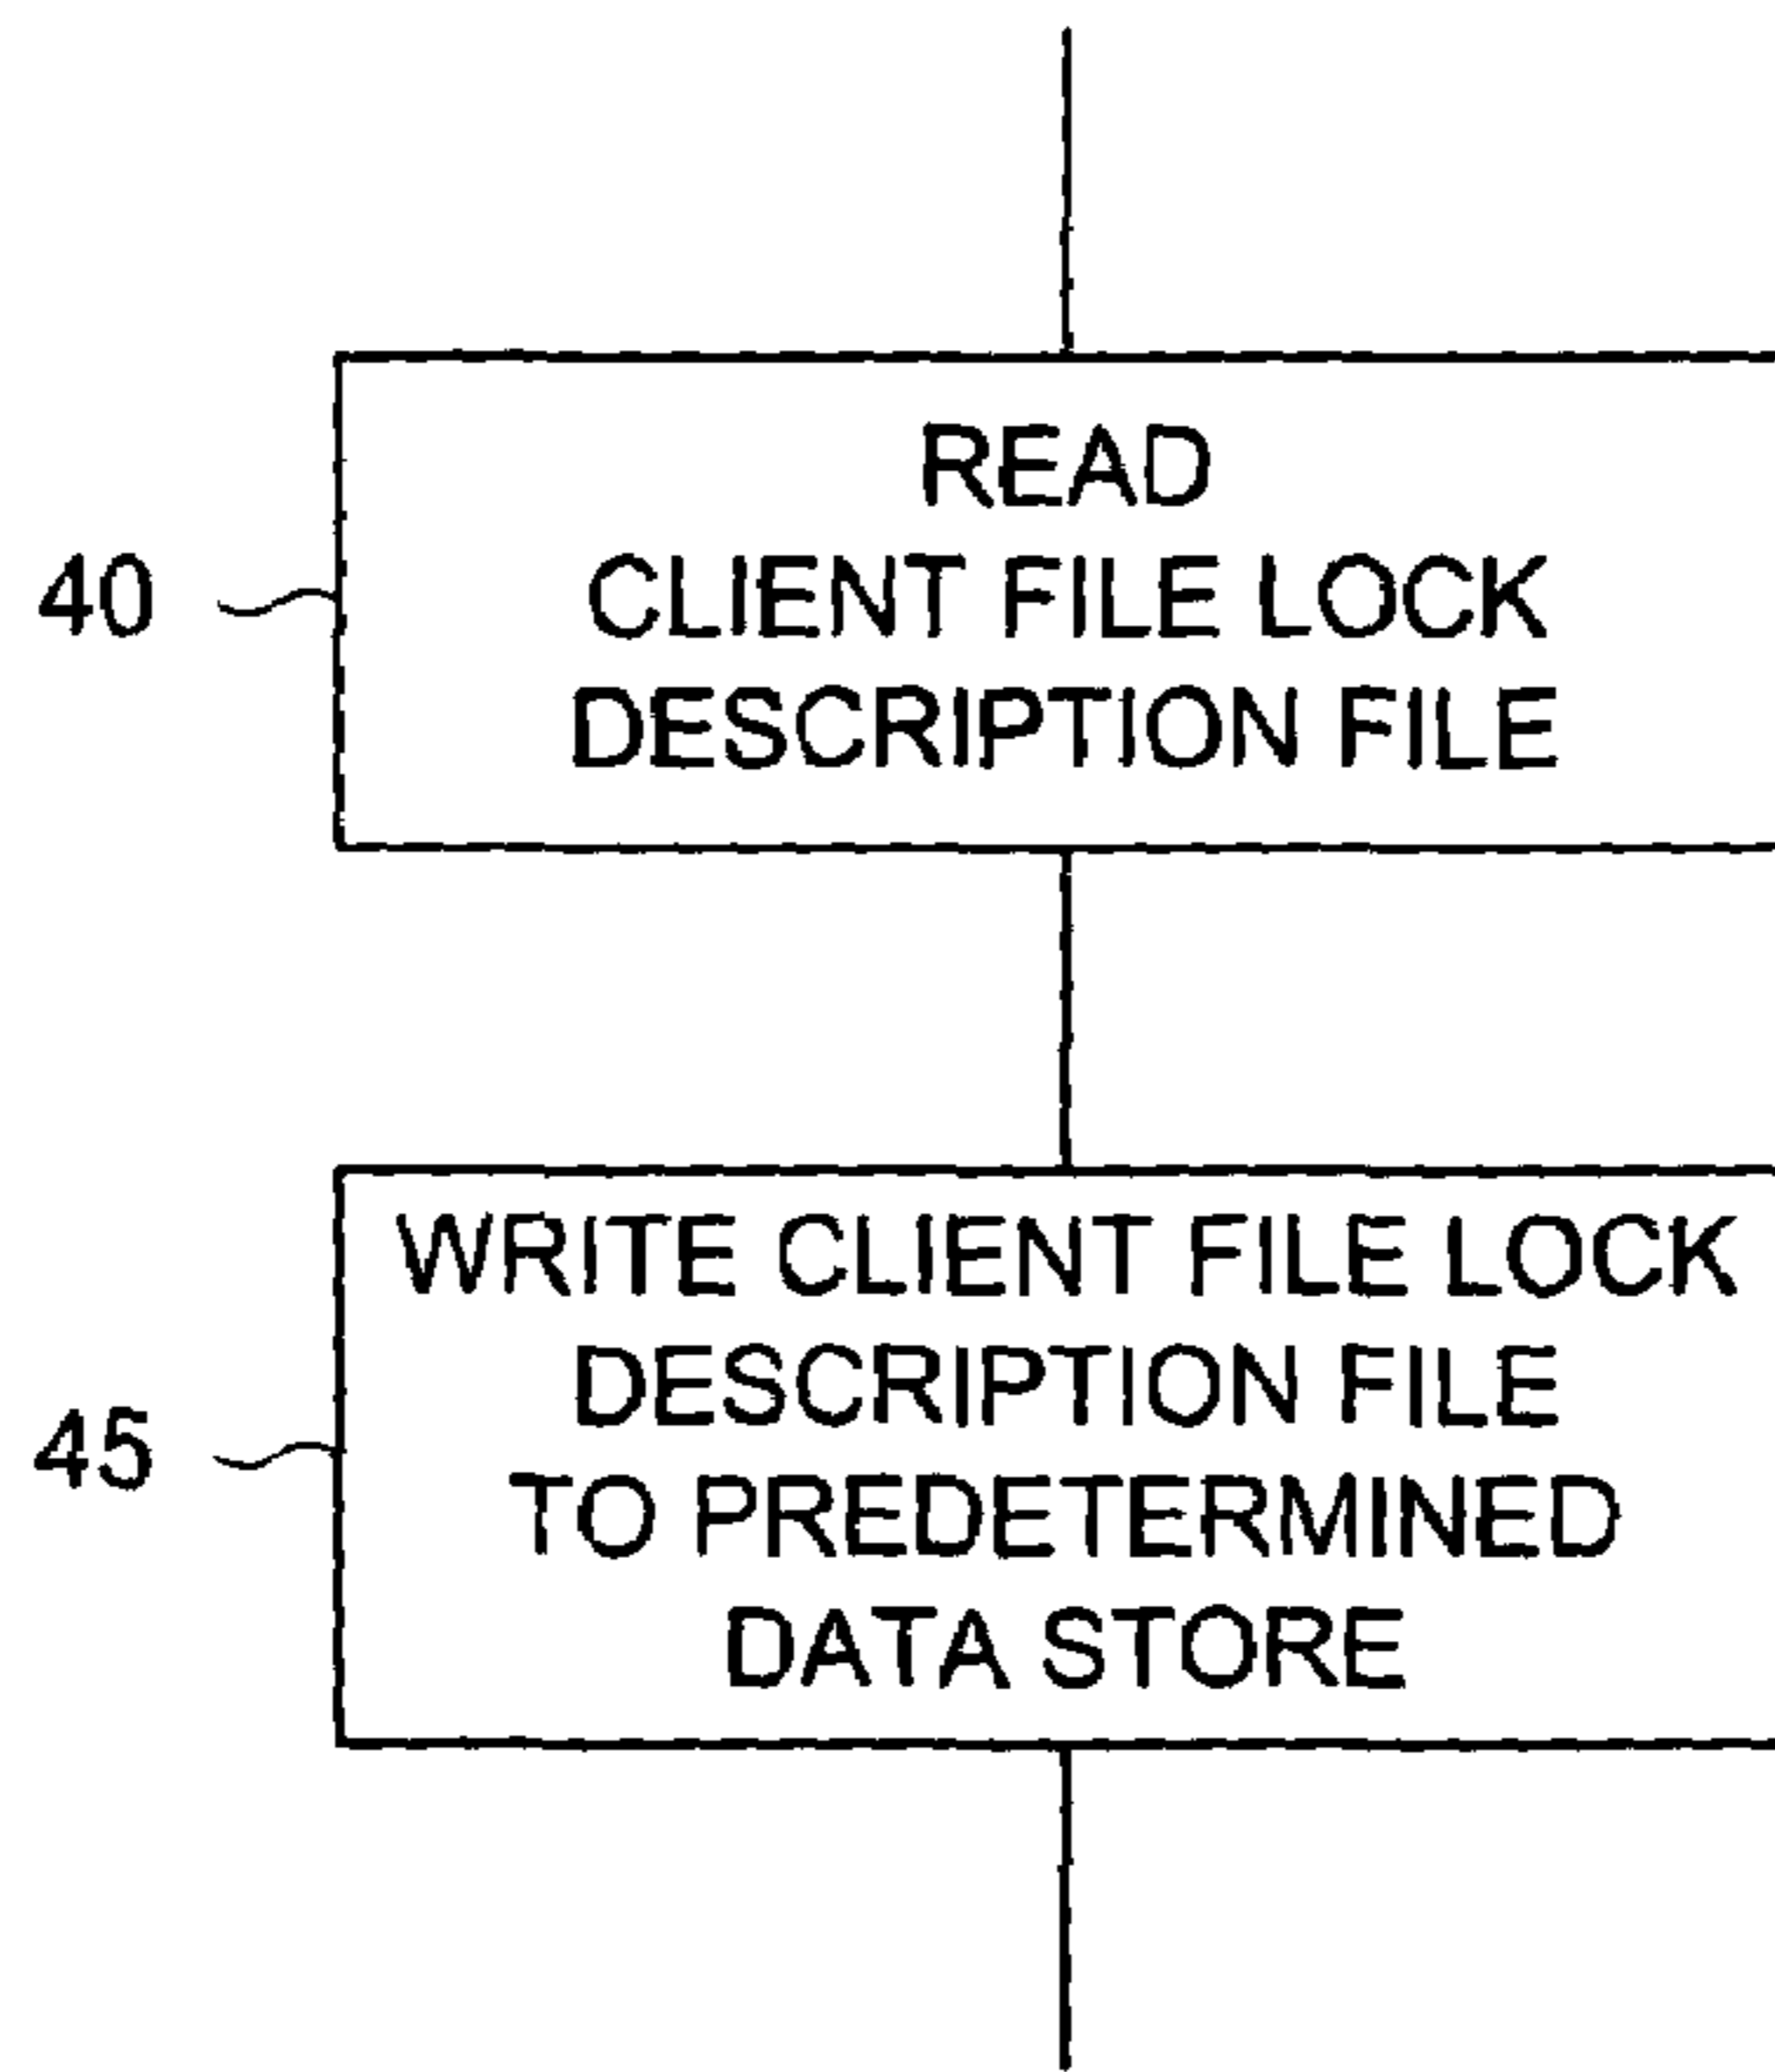 READ
40 CLIENT FILE LOCK
DESCRIPTION FILE
WRITE CLIENT FILE LOCK
DESCRIPTION FILE
45
TO PREDETERMINED
DATA STORE